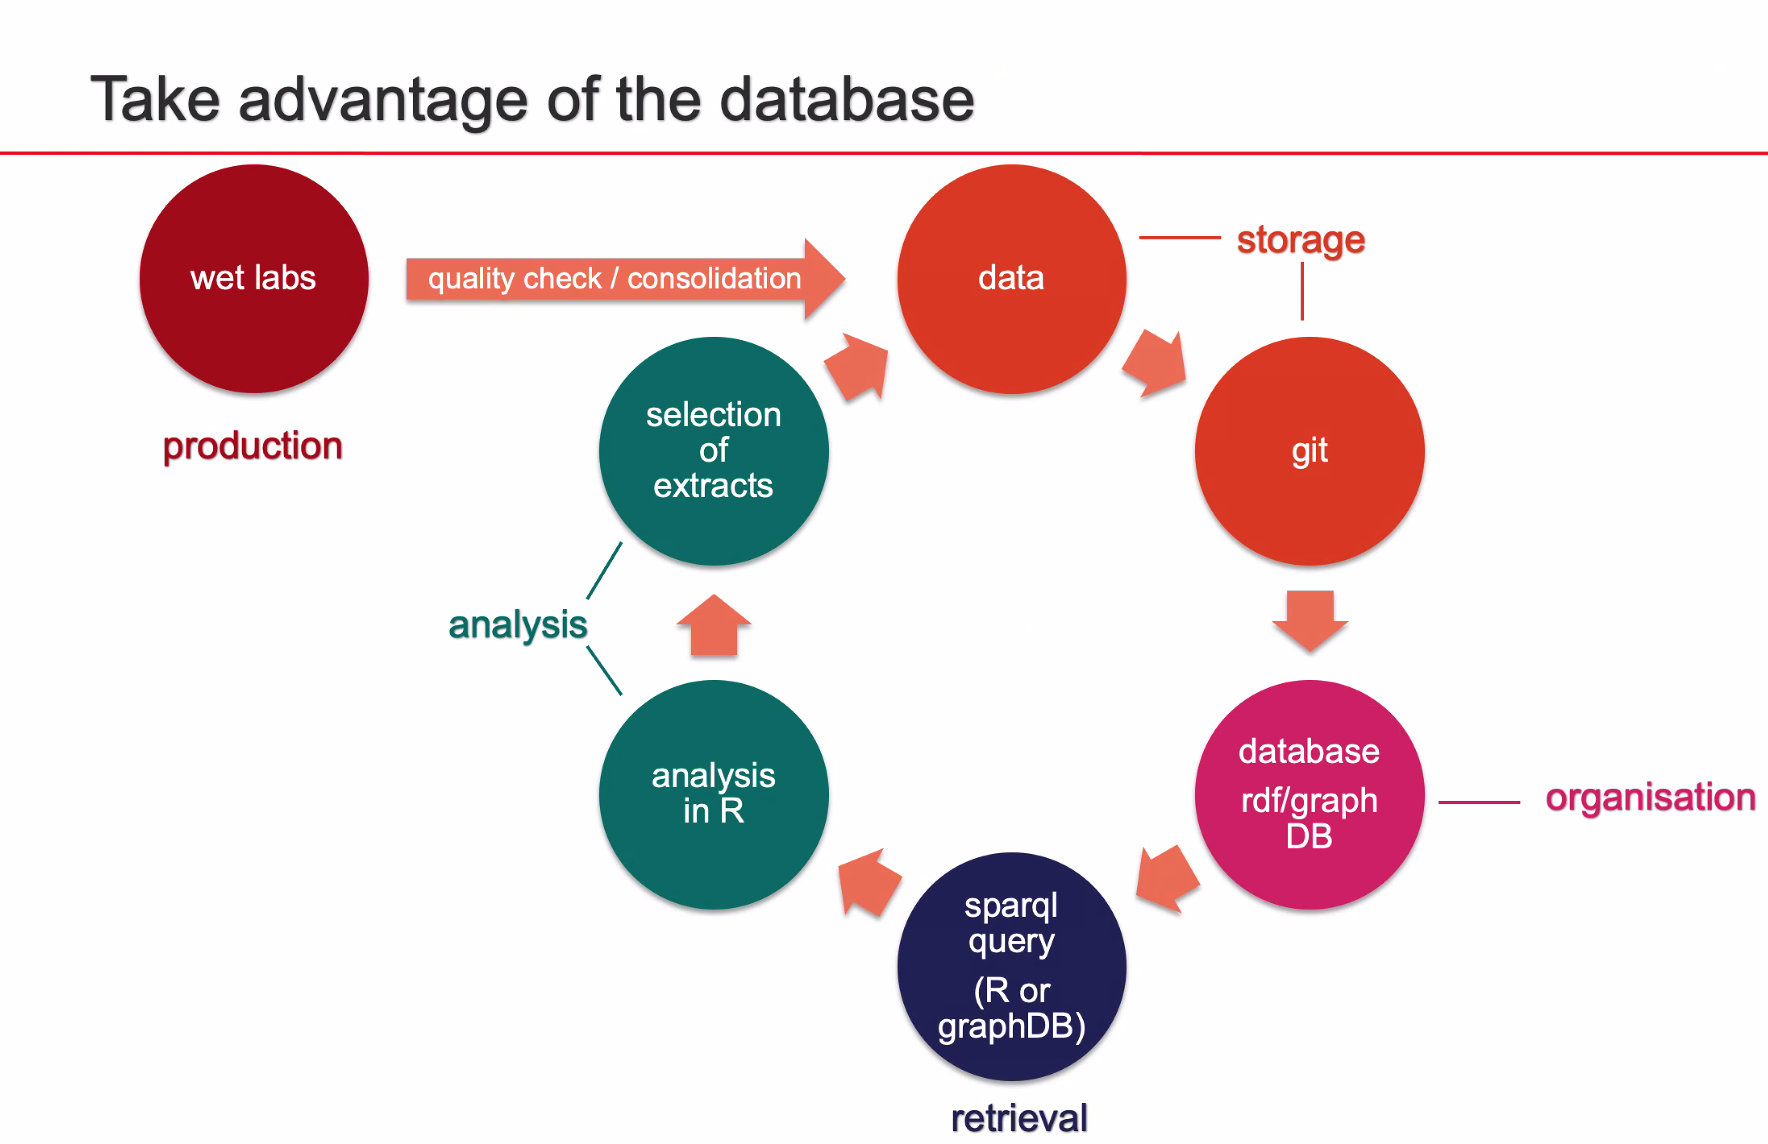 Take advantage of the database
wet labs
quality check / consolidation
data
storage
production
selection
of
extracts
git
analysis
analysis
in R
database
rdf/graph
DB
organisation
sparql
query
(R or
graphDB)
retrieval